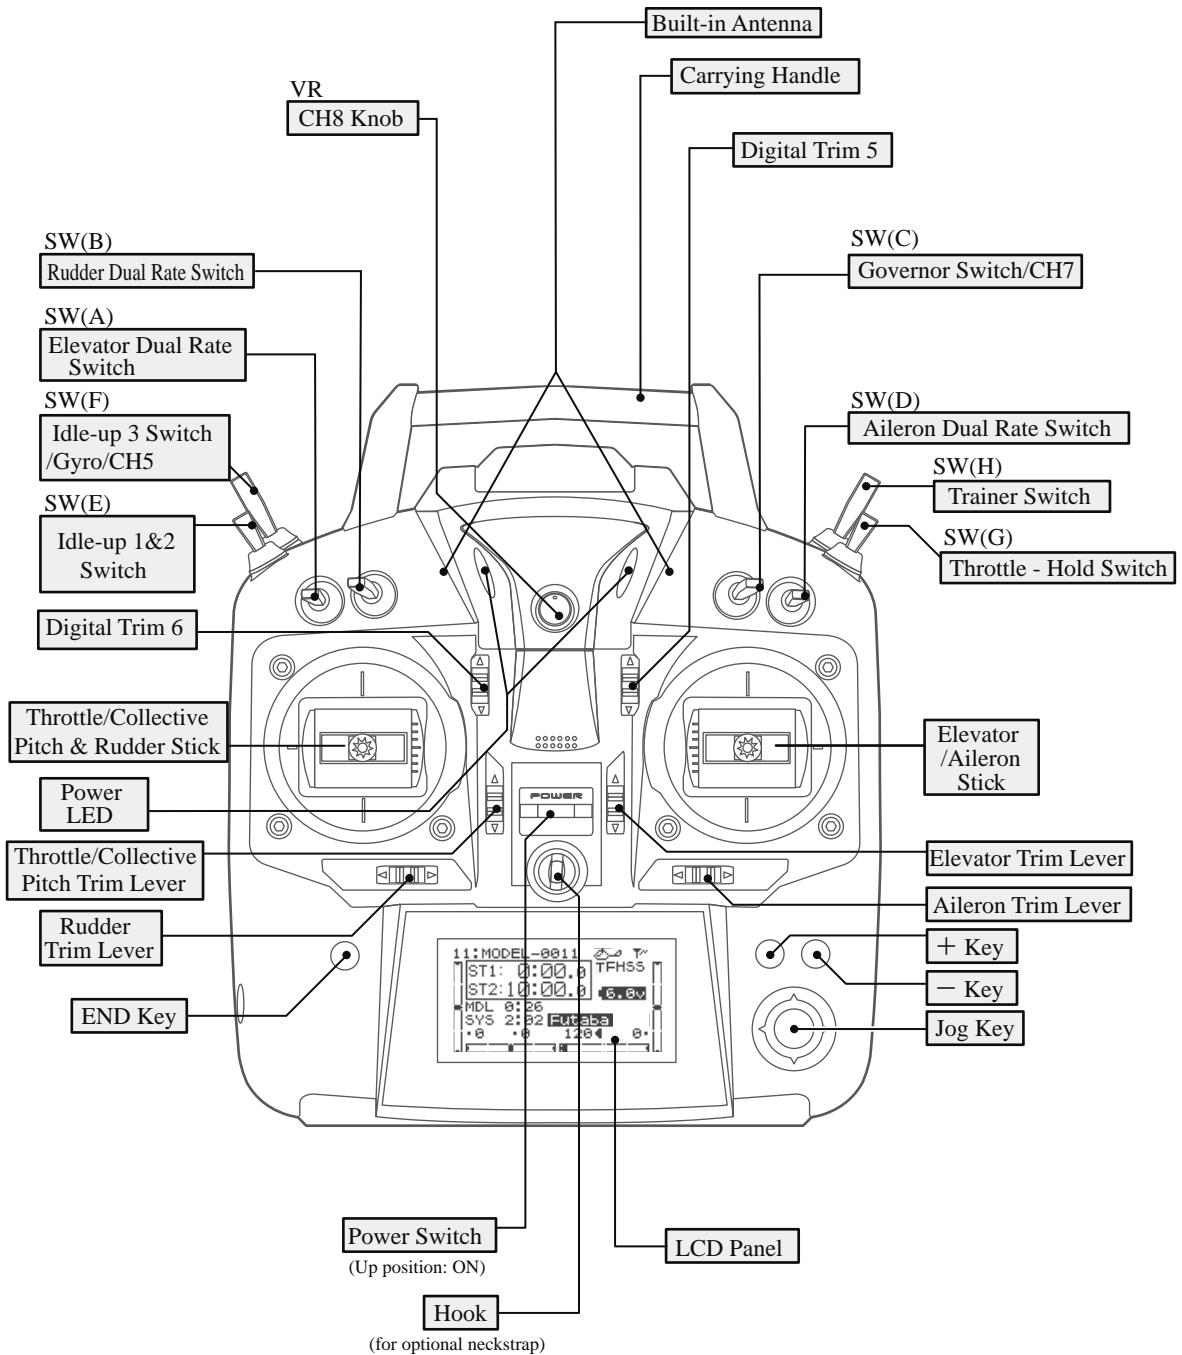 Built-in Antenna
Carrying Handle
VR
CH8 Knob
Digital Trim 5
SW(B)
Rudder Dual Rate Switch
SW(C)
Governor Switch/CH7
SW(A)
Elevator Dual Rate
Switch
SW(F)
Idle-up 3 Switch
/Gyro/CH5
SW(D)
Aileron Dual Rate Switch
SW(H)
Trainer Switch
SW(E)
Idle-up 1&2
Switch
SW(G)
Throttle - Hold Switch
Digital Trim 6
Throttle/Collective
Pitch & Rudder Stick
Elevator
/Aileron
Stick
Power
LED
POWER
Throttle/Collective
Pitch Trim Lever
Elevator Trim Lever
Aileron Trim Lever
Rudder
Trim Lever
+ Key
− Key
END Key
Jog Key
11:MODEL-0011
TFHSS
ST1: 0:00.0
ST2:10:00.0
6.0v
MDL 0:26
SYS 2:02 Futaba
0 0 120 0
Power Switch
(Up position: ON)
LCD Panel
Hook
(for optional neckstrap)